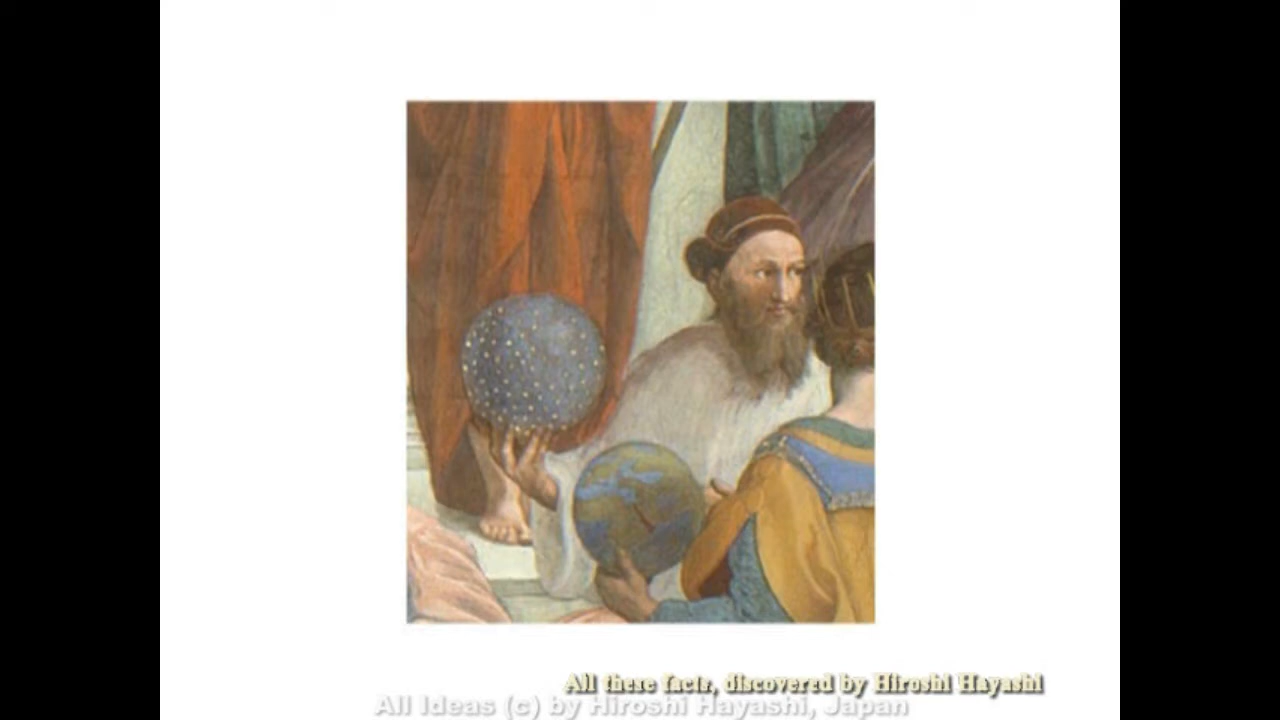 All these facts, discovered by Hiroshi Hayashi
All Ideas (c) by Hiroshi Hayashi, Japan